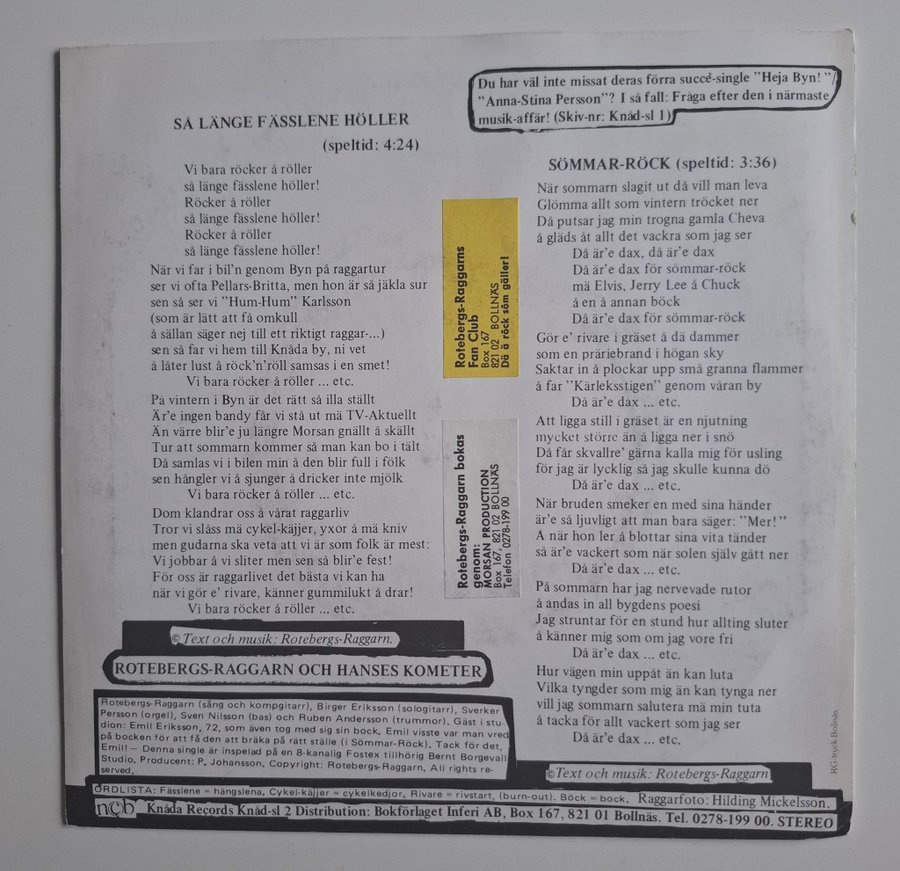 SÅ LÄNGE FÄSSLENE HÖLLER
(speltid: 4:24)
Vi bara röcker å röller
så länge fässlene höller!
Röcker å röller
så länge fässlene höller!
Röcker å röller
så länge fässlene höller!
När vi far i bil'n genom Byn på raggartur
ser vi ofta Pellars-Britta, men hon är så jäkla sur
sen så ser vi "Hum-Hum" Karlsson
(som är lätt att få omkull
å sällan säger nej till ett riktigt raggar-...)
sen så far vi hem till Knåda by, ni vet
å låter lust å röck'n'röll samsas i en smet!
Vi bara röcker å röller ... etc.
På vintern i Byn är det rätt så illa ställt
Är'e ingen bandy får vi stå ut mä TV-Aktuellt
Än värre blir'e ju längre Morsan gnällt å skällt
Tur att sommarn kommer så man kan bo i tält
Då samlas vi i bilen min å den blir full i fölk
sen hängler vi å sjunger å dricker inte mjölk
Vi bara röcker å röller ... etc.
Dom klandrar oss å vårat raggarliv
Tror vi slåss mä cykel-käjjer, yxor å mä kniv
men gudarna ska veta att vi är som folk är mest:
Vi jobbar å vi sliter men sen så blir'e fest!
För oss är raggarlivet det bästa vi kan ha
när vi gör e' rivare, känner gummilukt å drar!
Vi bara röcker å röller ... etc.
© Text och musik: Rotebergs-Raggarn.
ROTEBERGS-RAGGARN OCH HANSES KOMETER
Rotebergs-Raggarn (sång och kompgitarr), Birger Eriksson (sologitarr), Sverker
Persson (orgel), Sven Nilsson (bas) och Ruben Andersson (trummor). Gäst i stu-
dion: Emil Eriksson, 72, som även tog med sig sin bock. Emil visste var man vred
på bocken för att få den att bräka på rätt ställe (i Sömmar-Röck). Tack för det,
Emil! — Denna single är inspelad på en 8-kanalig Fostex tillhörig Bernt Borgevall
Studio. Producent: P. Johansson. Copyright: Rotebergs-Raggarn. All rights re-
served.
Rotebergs-Raggarns
Fan Club
Box 167
821 02 BOLLNÄS
Dä ä röck söm gäller!
Rotebergs-Raggarn bokas
genom:
MORSAN PRODUCTION
Box 167, 821 02 BOLLNÄS
Telefon 0278-199 00
Du har väl inte missat deras förra succé-single "Heja Byn!"/
"Anna-Stina Persson"? I så fall: Fråga efter den i närmaste
musik-affär! (Skiv-nr: Knåd-sl 1)
SÖMMAR-RÖCK (speltid: 3:36)
När sommarn slagit ut då vill man leva
Glömma allt som vintern tröcket ner
Då putsar jag min trogna gamla Cheva
å gläds åt allt det vackra som jag ser
Då är'e dax, då är'e dax
Då är'e dax för sömmar-röck
mä Elvis, Jerry Lee å Chuck
å en å annan böck
Då är'e dax för sömmar-röck
Gör e' rivare i gräset å dä dammer
som en präriebrand i högan sky
Saktar in å plockar upp små granna flammer
å far "Kärleksstigen" genom våran by
Då är'e dax ... etc.
Att ligga still i gräset är en njutning
mycket större än å ligga ner i snö
Då får skvallre' gärna kalla mig för usling
för jag är lycklig så jag skulle kunna dö
Då är'e dax ... etc.
När bruden smeker en med sina händer
är'e så ljuvligt att man bara säger: "Mer!"
Å när hon ler å blottar sina vita tänder
så är'e vackert som när solen själv gått ner
Då är'e dax ... etc.
På sommarn har jag nervevade rutor
å andas in all bygdens poesi
Jag struntar för en stund hur allting sluter
å känner mig som om jag vore fri
Då är'e dax ... etc.
Hur vägen min uppåt än kan luta
Vilka tyngder som mig än kan tynga ner
vill jag sommarn salutera mä min tuta
å tacka för allt vackert som jag ser
Då är'e dax ... etc.
© Text och musik: Rotebergs-Raggarn
RG-tryck Bollnäs
ORDLISTA: Fässlene = hängslena. Cykel-käjjer = cykelkedjor. Rivare = rivstart, (burn-out). Böck = bock. Raggarfoto: Hilding Mickelsson.
ncb Knåda Records Knåd-sl 2 Distribution: Bokförlaget Inferi AB, Box 167, 821 01 Bollnäs. Tel. 0278-199 00. STEREO